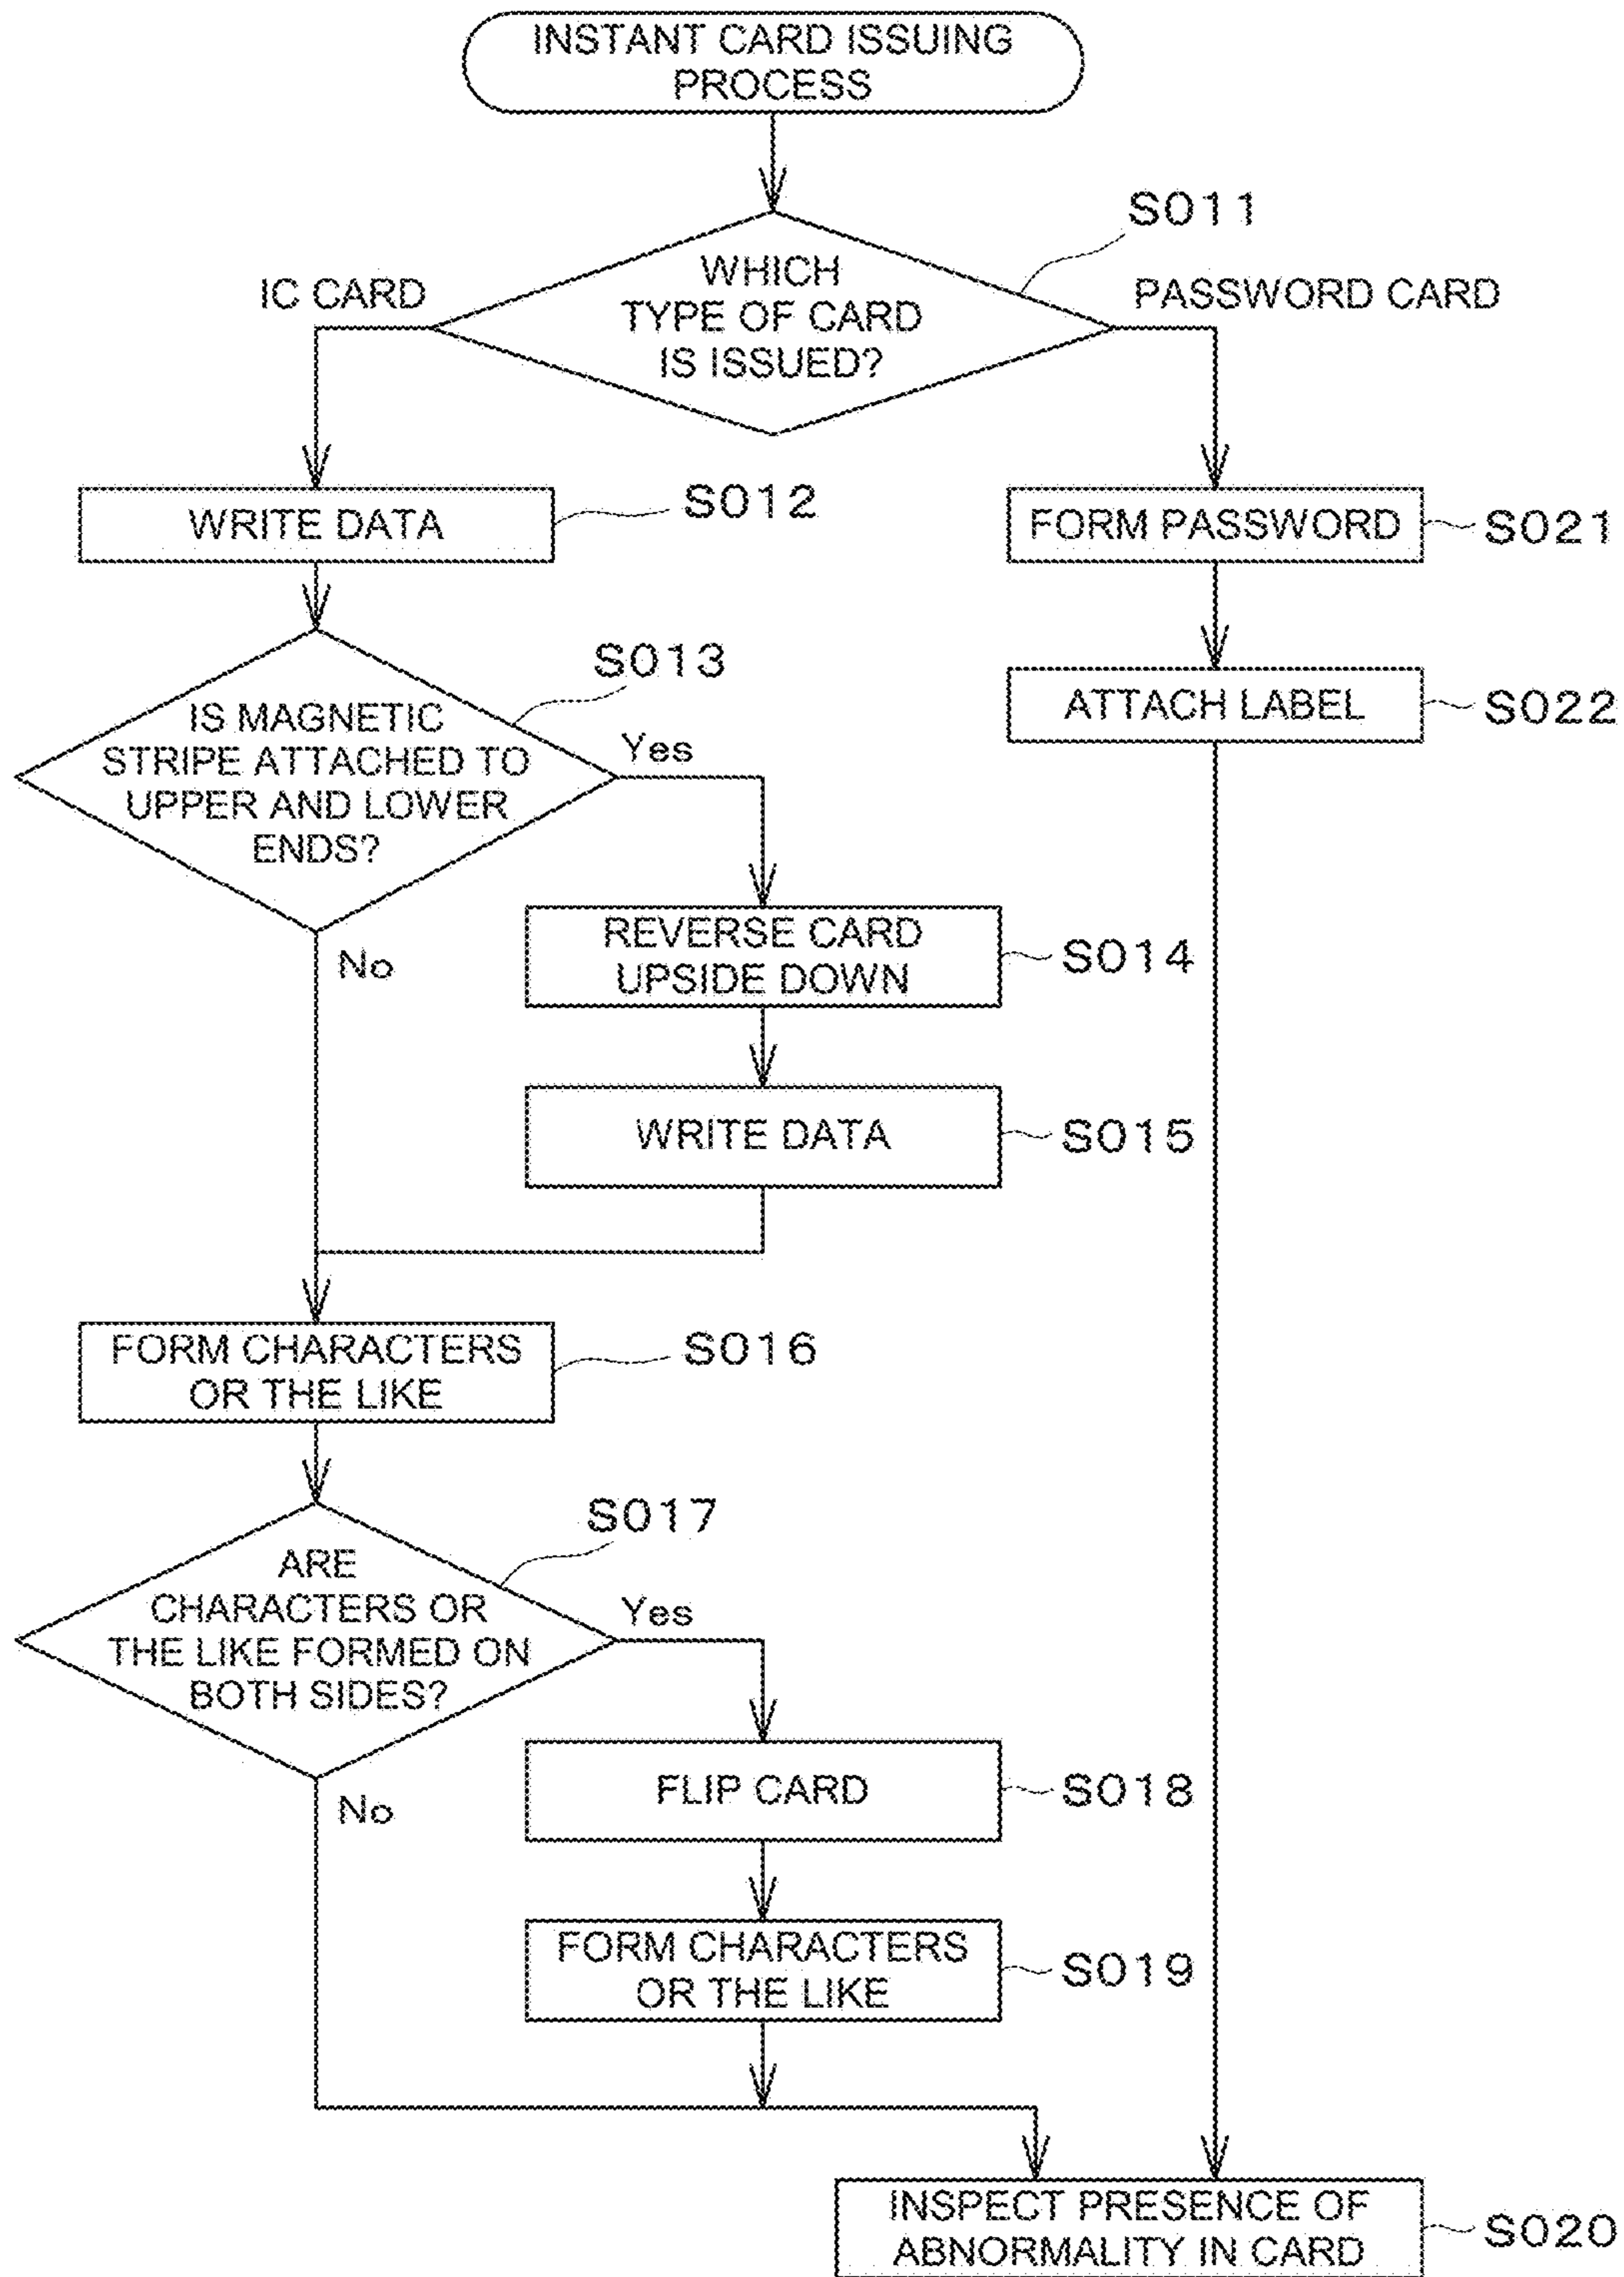 INSTANT CARD ISSUING
PROCESS
S011
WHICH
TYPE OF CARD
IS ISSUED?
IC CARD
PASSWORD CARD
WRITE DATA
S012
FORM PASSWORD
S021
S013
IS MAGNETIC
STRIPE ATTACHED TO
UPPER AND LOWER
ENDS?
Yes
No
ATTACH LABEL
S022
REVERSE CARD
UPSIDE DOWN
S014
WRITE DATA
S015
FORM CHARACTERS
OR THE LIKE
S016
S017
ARE
CHARACTERS OR
THE LIKE FORMED ON
BOTH SIDES?
Yes
No
FLIP CARD
S018
FORM CHARACTERS
OR THE LIKE
S019
INSPECT PRESENCE OF
ABNORMALITY IN CARD
S020